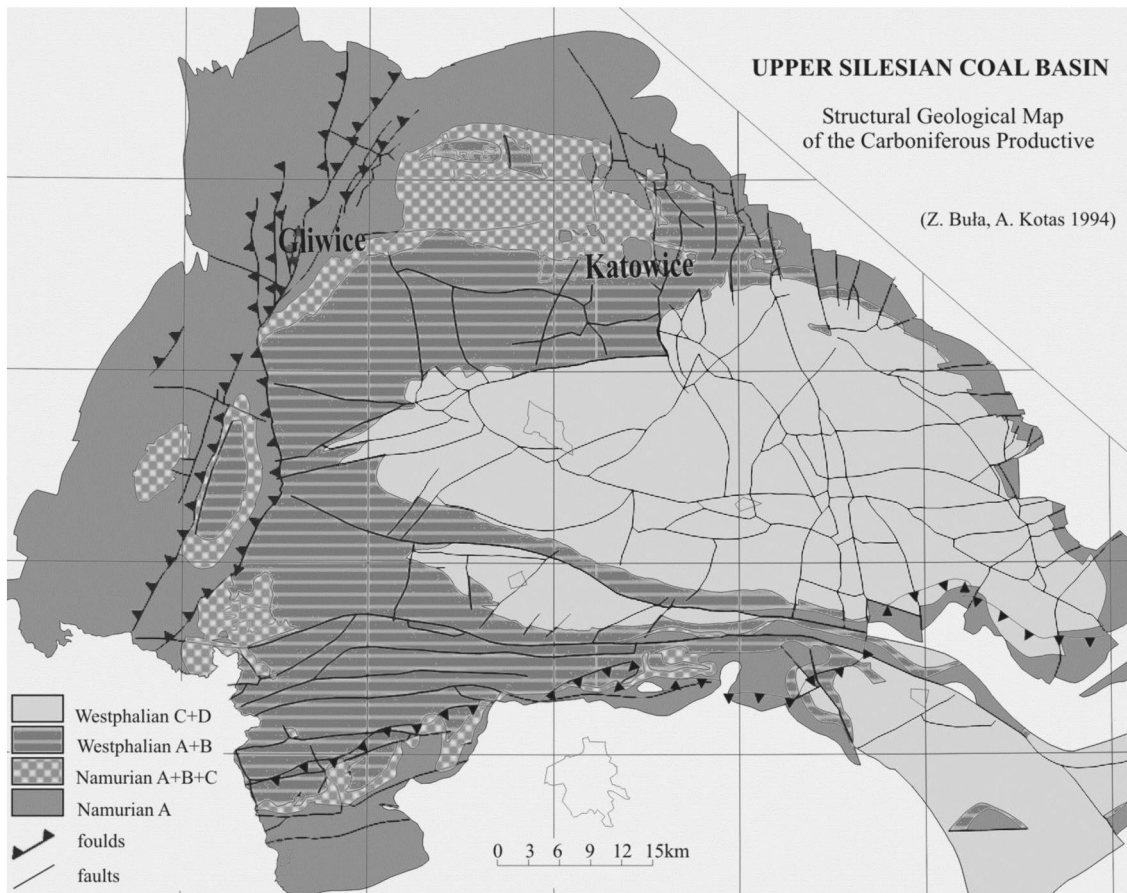 UPPER SILESIAN COAL BASIN
Structural Geological Map
of the Carboniferous Productive
(Z. Buła, A. Kotas 1994)
Gliwice
Katowice
Westphalian C+D
Westphalian A+B
Namurian A+B+C
Namurian A
foulds
faults
0 3 6 9 12 15km